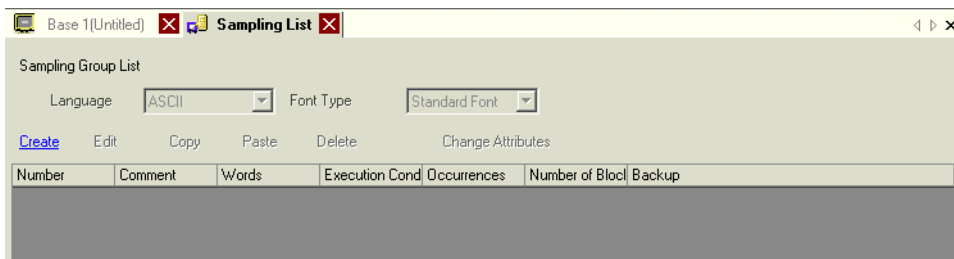 Base 1(Untitled) Sampling List
Sampling Group List
Language ASCII Font Type Standard Font
Create Edit Copy Paste Delete Change Attributes
Number Comment Words Execution Cond Occurrences Number of Blocl Backup